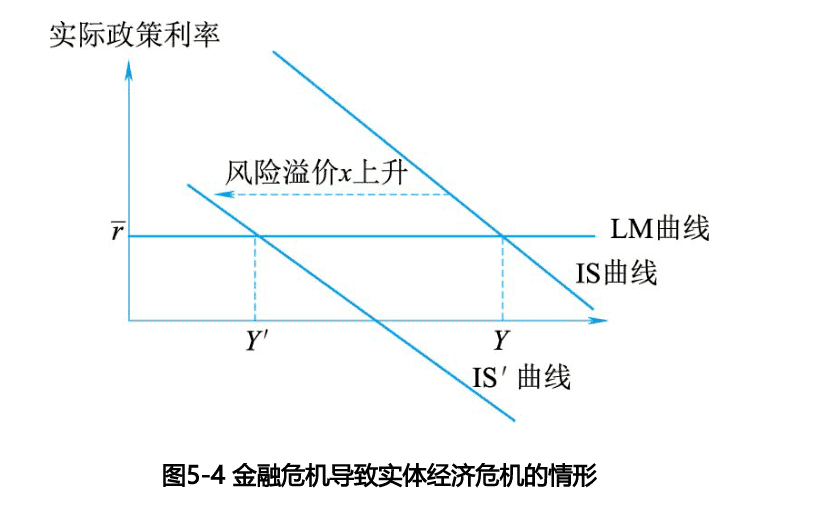 实际政策利率
风险溢价x上升
r̅
LM曲线
IS曲线
Y′
Y
IS′ 曲线
图5-4 金融危机导致实体经济危机的情形